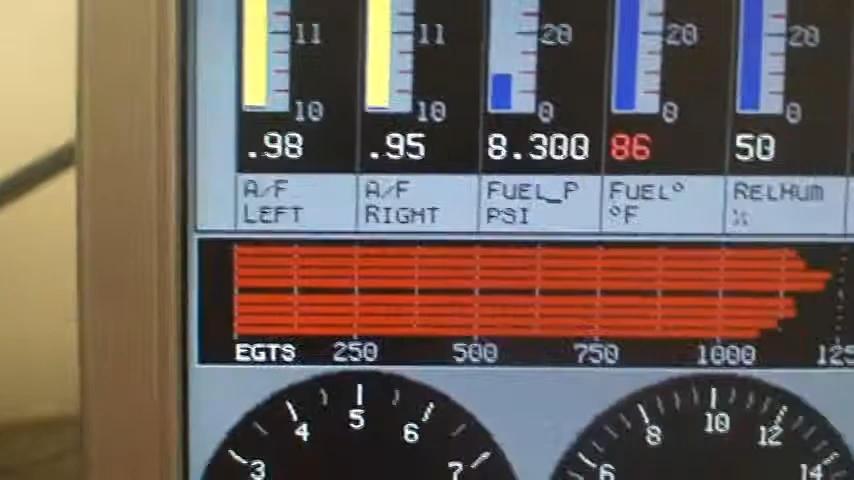 11 11 20 20 20
10 10 0 0 0
.98 .95 8.300 86 50
A/F A/F FUEL_P FUEL° RELHUM
LEFT RIGHT PSI °F %
EGTS 250 500 750 1000 125
3 4 5 6 7
6 8 10 12 14